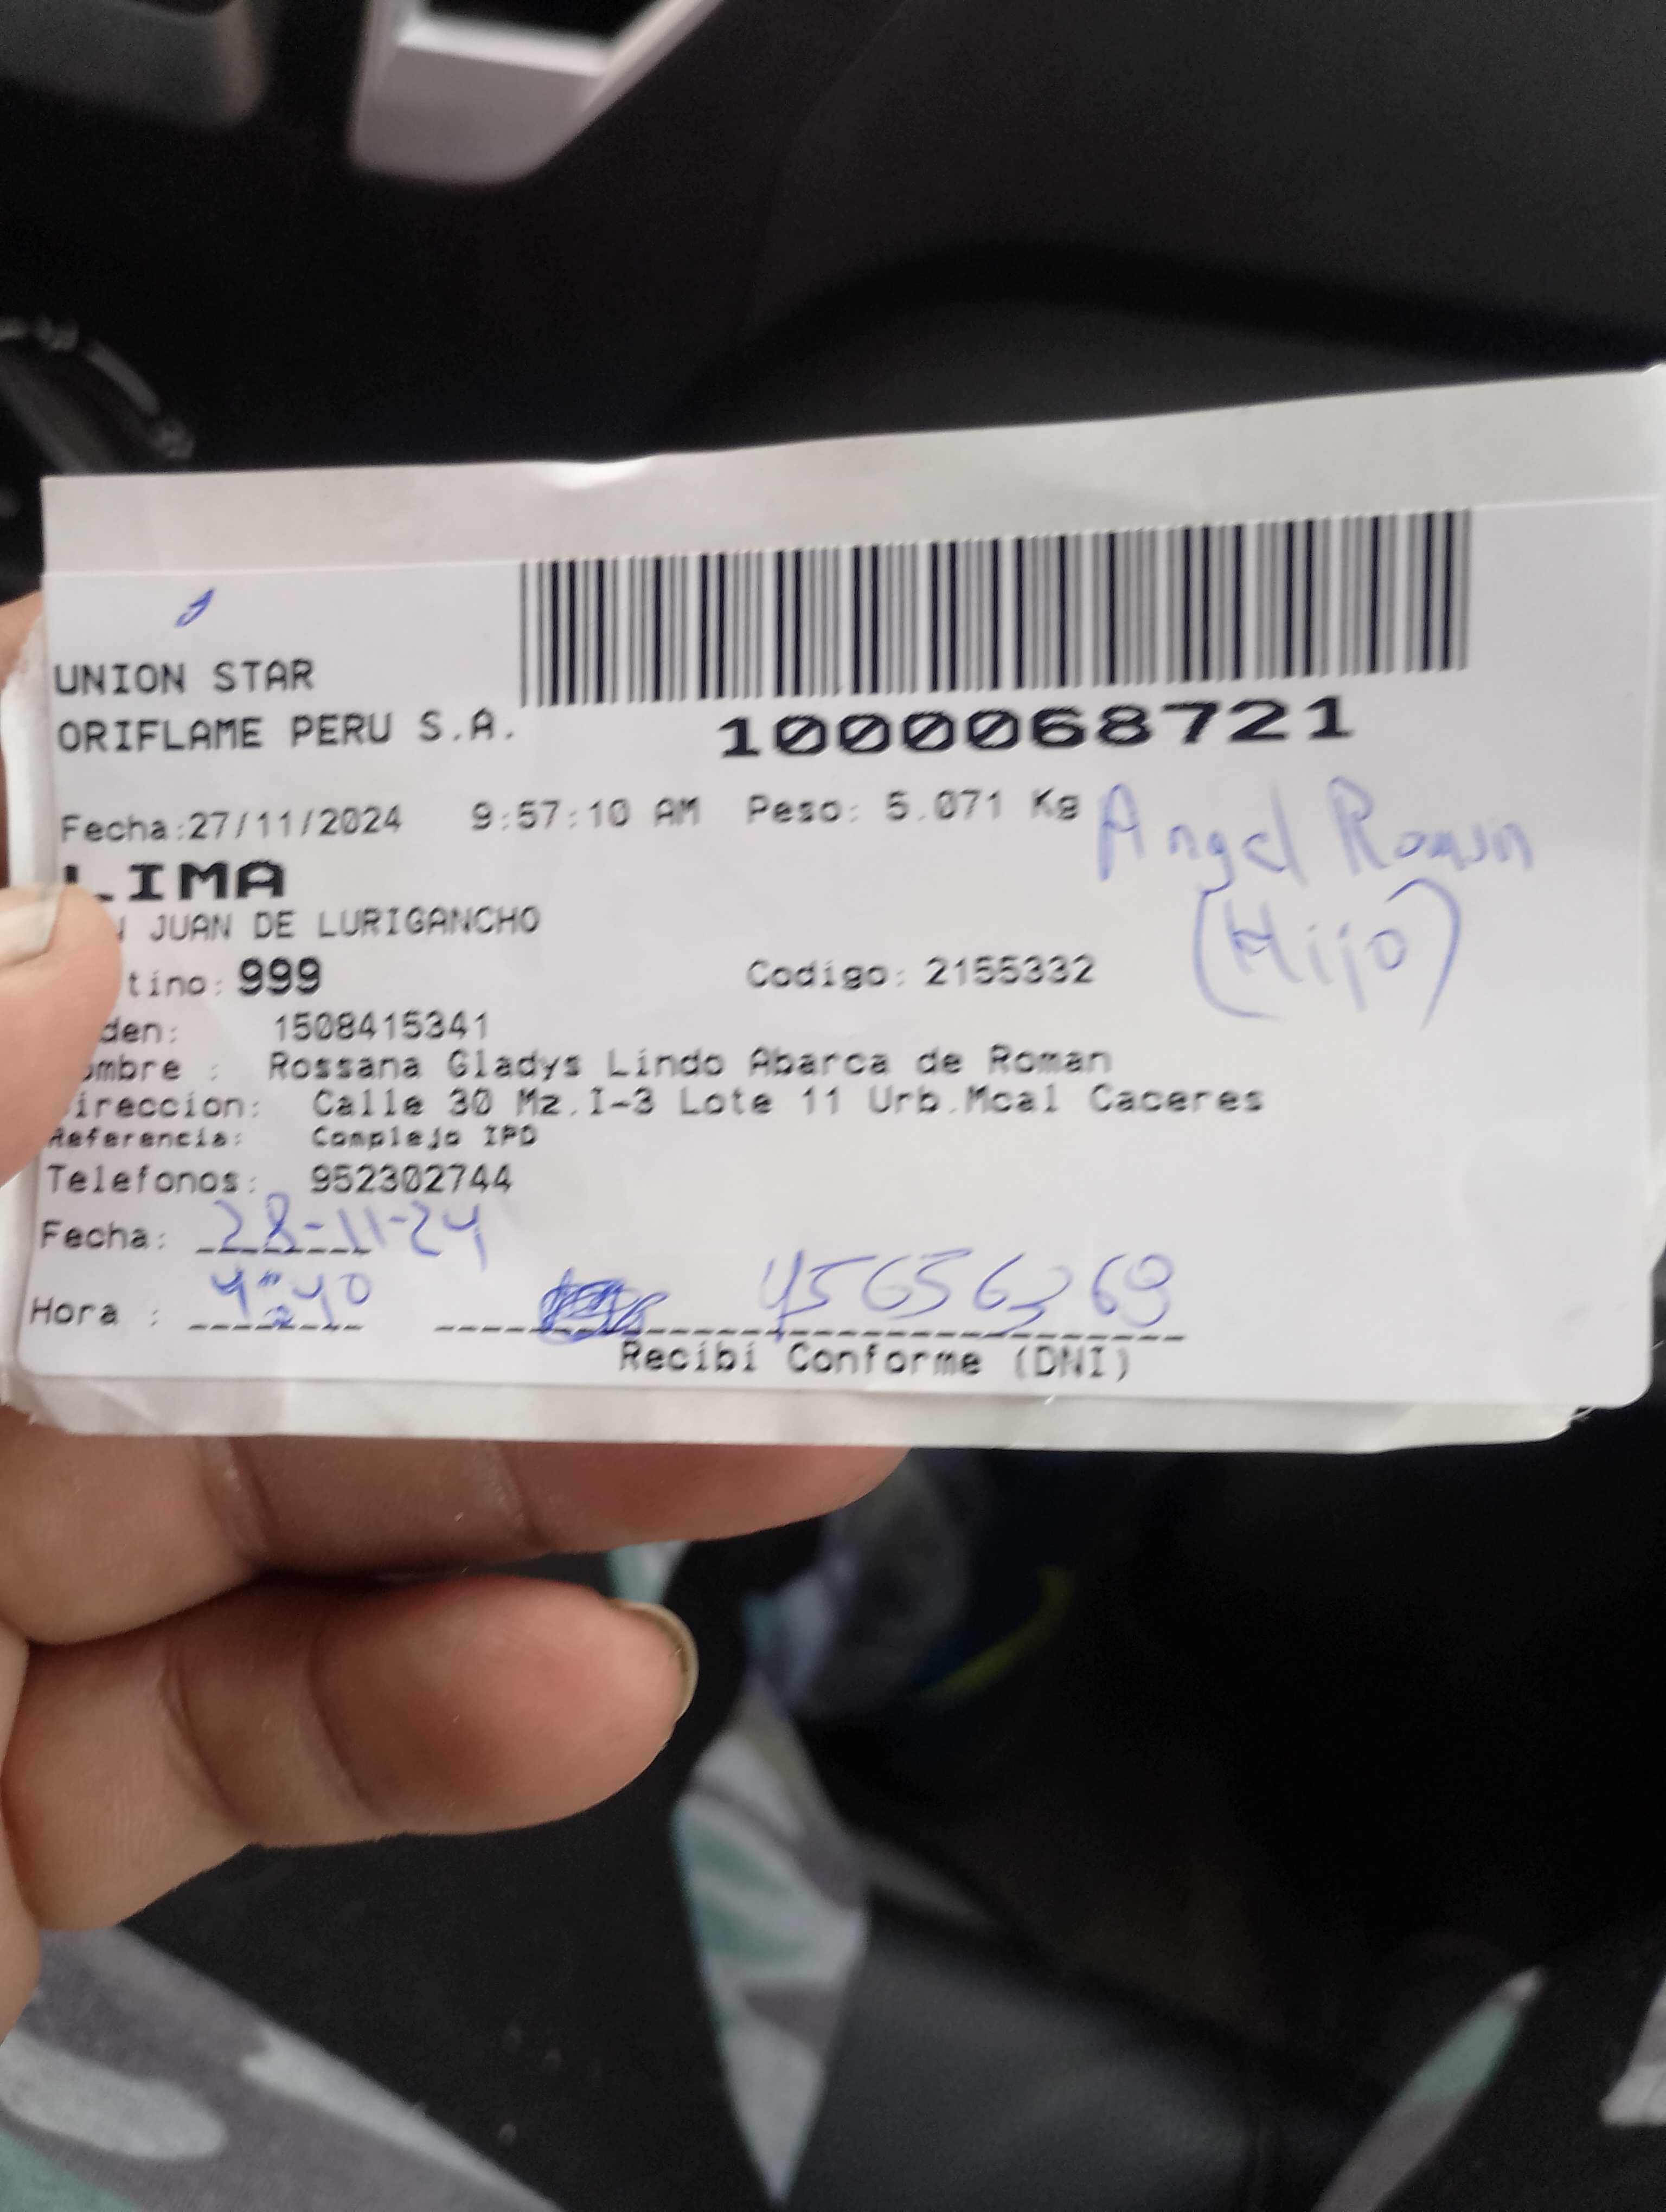 UNION STAR
ORIFLAME PERU S.A.
1000068721
Fecha:27/11/2024 9:57:10 AM Peso: 5.071 Kg
Angel Roman
(Hijo)
LIMA
JUAN DE LURIGANCHO
tino: 999 Codigo: 2155332
den: 1508415341
ombre : Rossana Gladys Lindo Abarca de Roman
ireccion: Calle 30 Mz.I-3 Lote 11 Urb.Mcal Caceres
Referencia: Complejo IPD
Telefonos: 952302744
Fecha: 28-11-24
Hora : 4:40
Recibi Conforme (DNI)